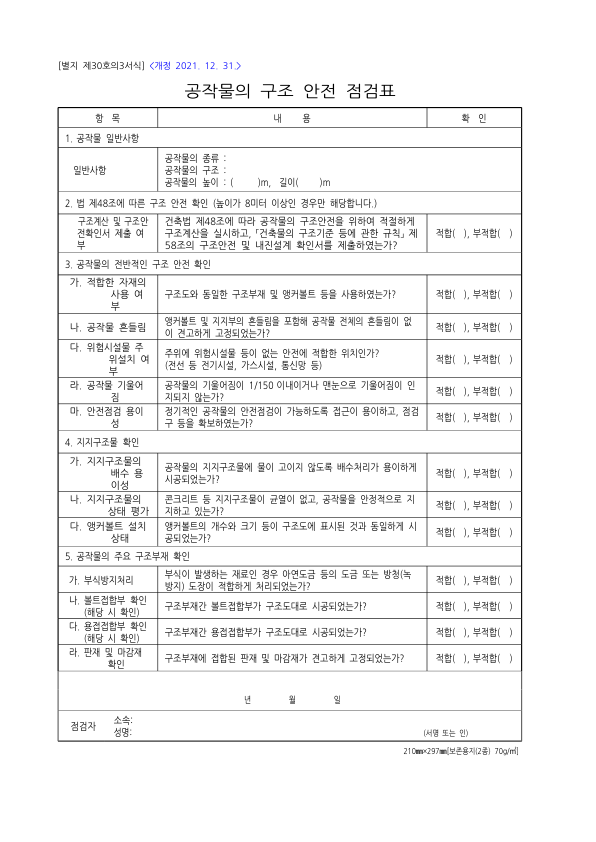 [별지 제30호의3서식] <개정 2021. 12. 31.>
공작물의 구조 안전 점검표
항 목 내 용 확 인
1. 공작물 일반사항
일반사항
공작물의 종류 :
공작물의 구조 :
공작물의 높이 : ( )m, 길이( )m
2. 법 제48조에 따른 구조 안전 확인 (높이가 8미터 이상인 경우만 해당합니다.)
구조계산 및 구조안
전확인서 제출 여
부
건축법 제48조에 따라 공작물의 구조안전을 위하여 적절하게
구조계산을 실시하고, 「건축물의 구조기준 등에 관한 규칙」 제
58조의 구조안전 및 내진설계 확인서를 제출하였는가?
적합( ), 부적합( )
3. 공작물의 전반적인 구조 안전 확인
가. 적합한 자재의
사용 여
부
구조도와 동일한 구조부재 및 앵커볼트 등을 사용하였는가?
적합( ), 부적합( )
나. 공작물 흔들림
앵커볼트 및 지지부의 흔들림을 포함해 공작물 전체의 흔들림이 없
이 견고하게 고정되었는가?
적합( ), 부적합( )
다. 위험시설물 주
위설치 여
부
주위에 위험시설물 등이 없는 안전에 적합한 위치인가?
(전선 등 전기시설, 가스시설, 통신망 등)
적합( ), 부적합( )
라. 공작물 기울어
짐
공작물의 기울어짐이 1/150 이내이거나 맨눈으로 기울어짐이 인
지되지 않는가?
적합( ), 부적합( )
마. 안전점검 용이
성
정기적인 공작물의 안전점검이 가능하도록 접근이 용이하고, 점검
구 등을 확보하였는가?
적합( ), 부적합( )
4. 지지구조물 확인
가. 지지구조물의
배수 용
이성
공작물의 지지구조물에 물이 고이지 않도록 배수처리가 용이하게
시공되었는가?
적합( ), 부적합( )
나. 지지구조물의
상태 평가
콘크리트 등 지지구조물이 균열이 없고, 공작물을 안정적으로 지
지하고 있는가?
적합( ), 부적합( )
다. 앵커볼트 설치
상태
앵커볼트의 개수와 크기 등이 구조도에 표시된 것과 동일하게 시
공되었는가?
적합( ), 부적합( )
5. 공작물의 주요 구조부재 확인
가. 부식방지처리
부식이 발생하는 재료인 경우 아연도금 등의 도금 또는 방청(녹
방지) 도장이 적합하게 처리되었는가?
적합( ), 부적합( )
나. 볼트접합부 확인
(해당 시 확인)
구조부재간 볼트접합부가 구조도대로 시공되었는가?
적합( ), 부적합( )
다. 용접접합부 확인
(해당 시 확인)
구조부재간 용접접합부가 구조도대로 시공되었는가?
적합( ), 부적합( )
라. 판재 및 마감재
확인
구조부재에 접합된 판재 및 마감재가 견고하게 고정되었는가?
적합( ), 부적합( )
년 월 일
점검자
소속:
성명:
(서명 또는 인)
210㎜×297㎜[보존용지(2종) 70g/㎡]